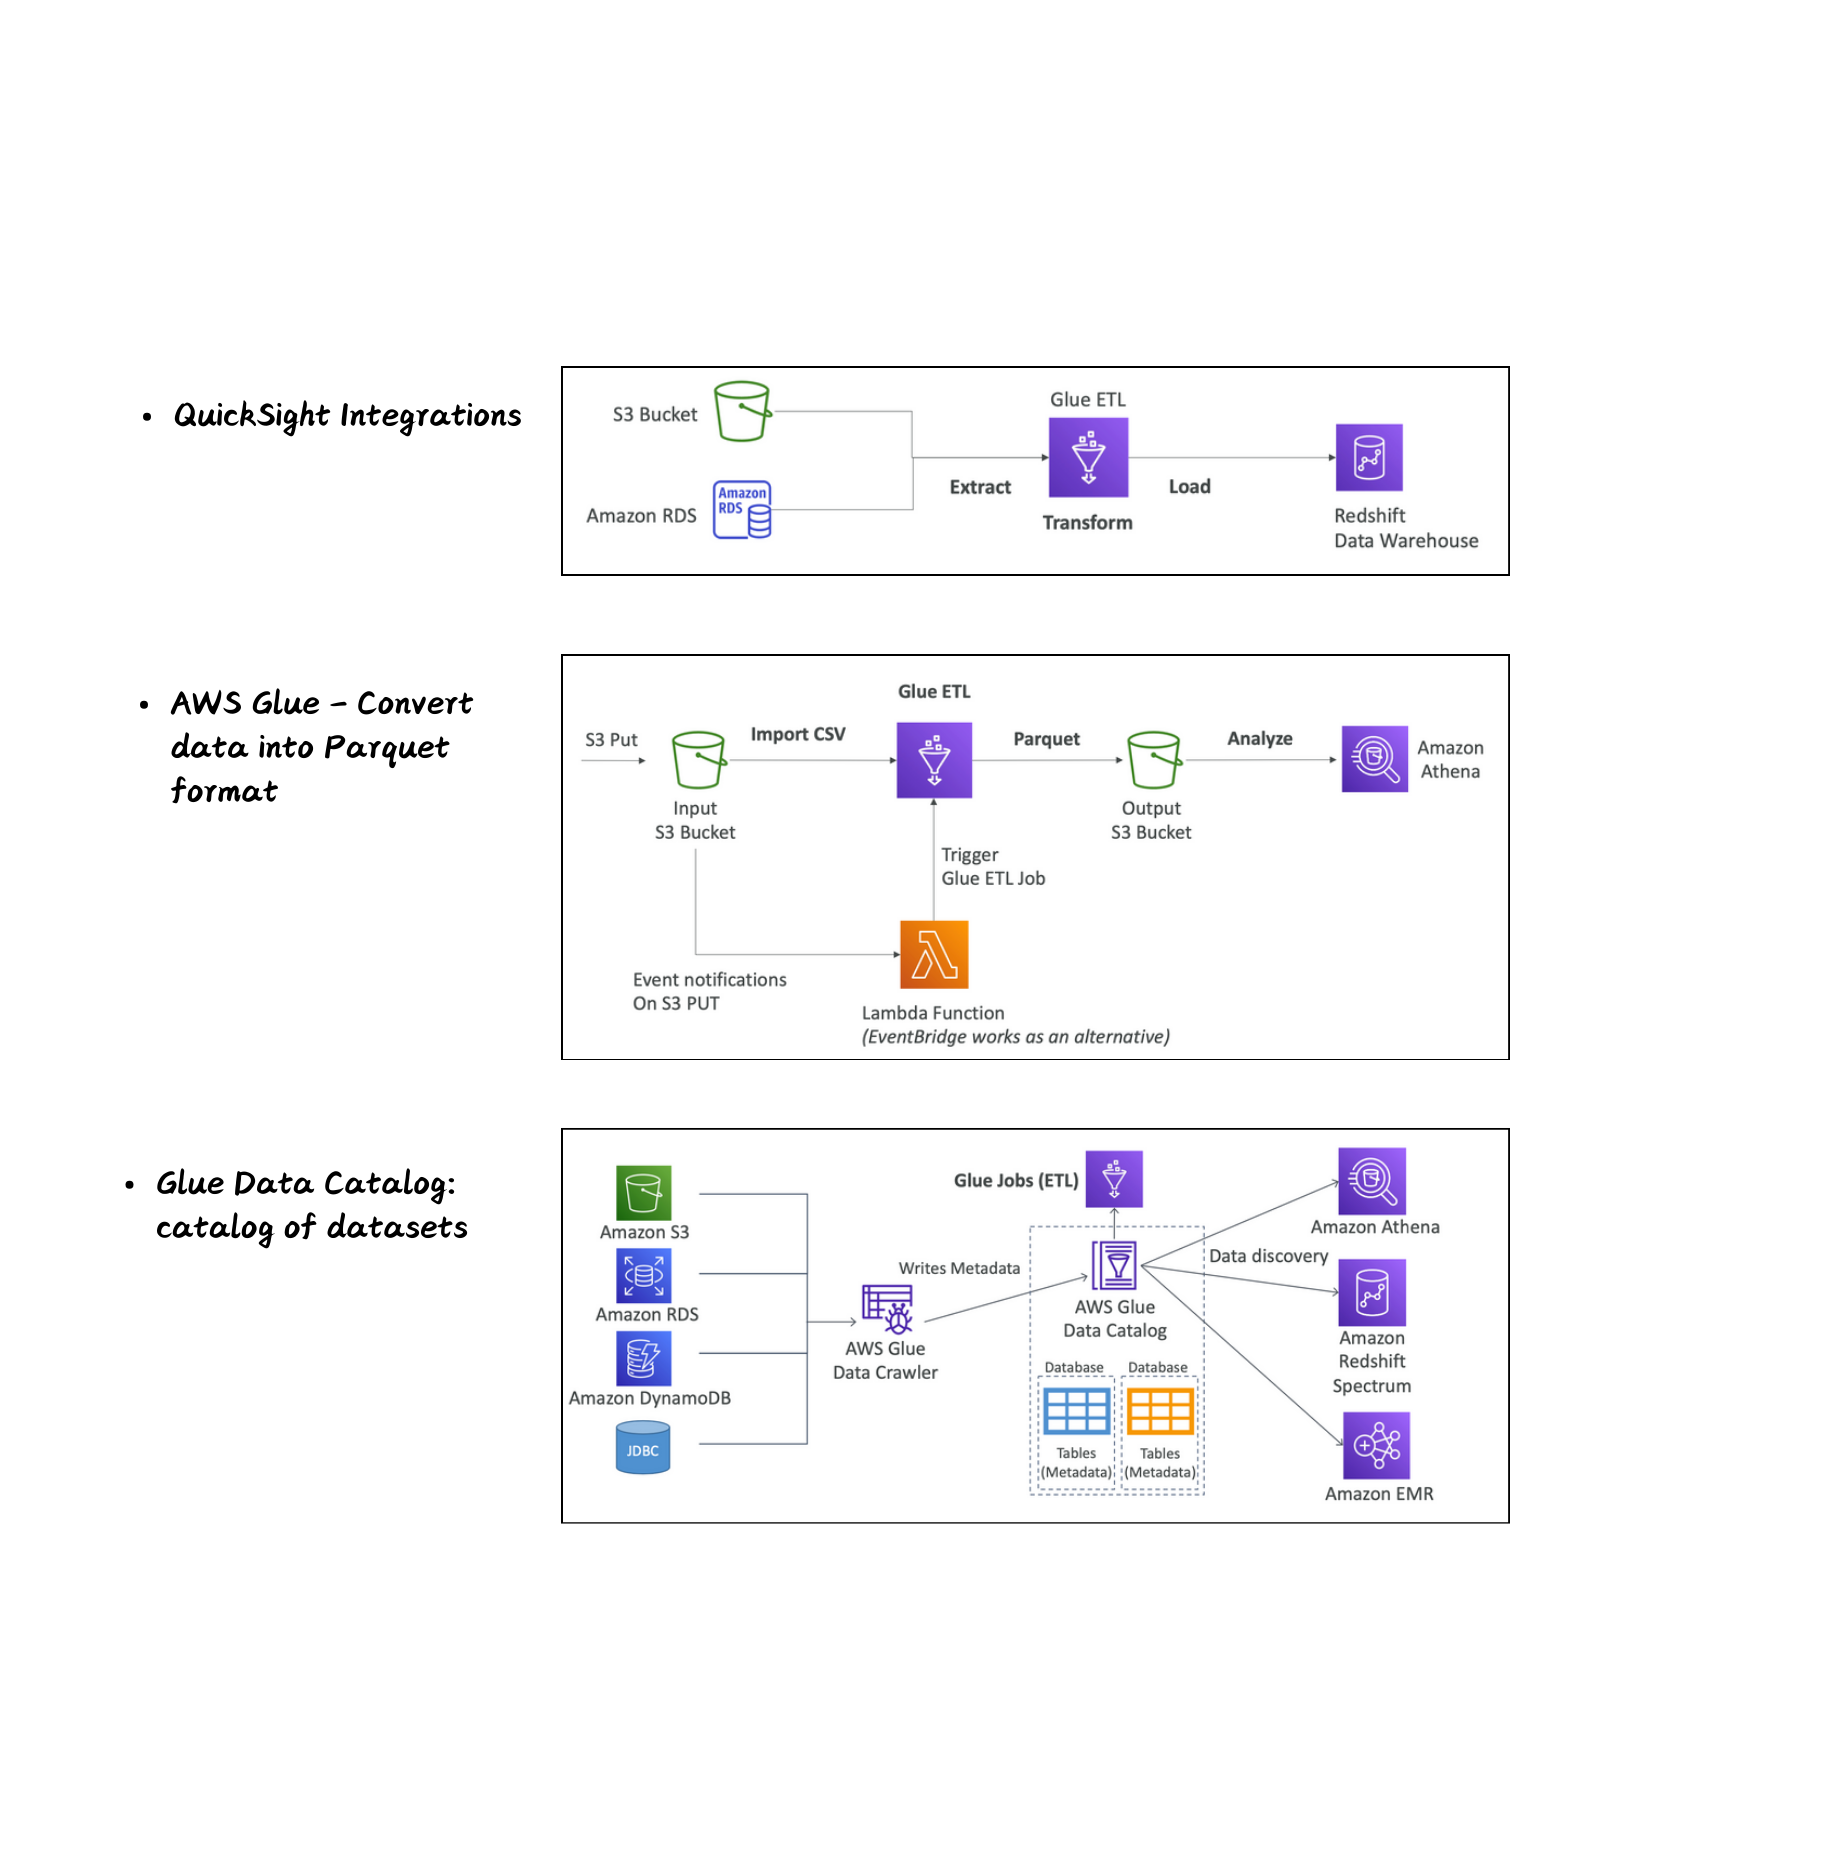 • QuickSight Integrations
S3 Bucket
Amazon RDS
Amazon
RDS
Extract
Glue ETL
Transform
Load
Redshift
Data Warehouse
• AWS Glue – Convert
data into Parquet
format
S3 Put
Input
S3 Bucket
Import CSV
Glue ETL
Parquet
Output
S3 Bucket
Analyze
Amazon
Athena
Trigger
Glue ETL Job
Event notifications
On S3 PUT
Lambda Function
(EventBridge works as an alternative)
• Glue Data Catalog:
catalog of datasets
Amazon S3
Amazon RDS
Amazon DynamoDB
JDBC
AWS Glue
Data Crawler
Writes Metadata
Glue Jobs (ETL)
AWS Glue
Data Catalog
Database
Tables
(Metadata)
Database
Tables
(Metadata)
Data discovery
Amazon Athena
Amazon
Redshift
Spectrum
Amazon EMR